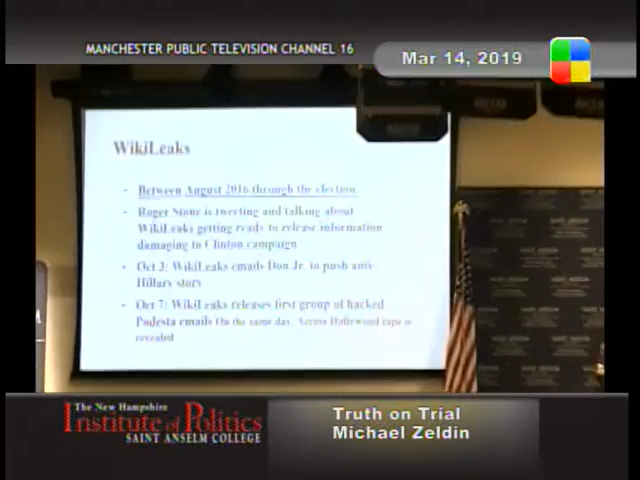 MANCHESTER PUBLIC TELEVISION CHANNEL 16
Mar 14, 2019
WikiLeaks
- Between August 2016 through the election
- Roger Stone is tweeting and talking about
WikiLeaks getting ready to release information
damaging to Clinton campaign
- Oct 3: WikiLeaks emails Don Jr. to push anti-
Hillary story
- Oct 7: WikiLeaks releases first group of hacked
Podesta emails On the same day, Access Hollywood tape is
revealed
The New Hampshire
Institute of Politics
SAINT ANSELM COLLEGE
Truth on Trial
Michael Zeldin